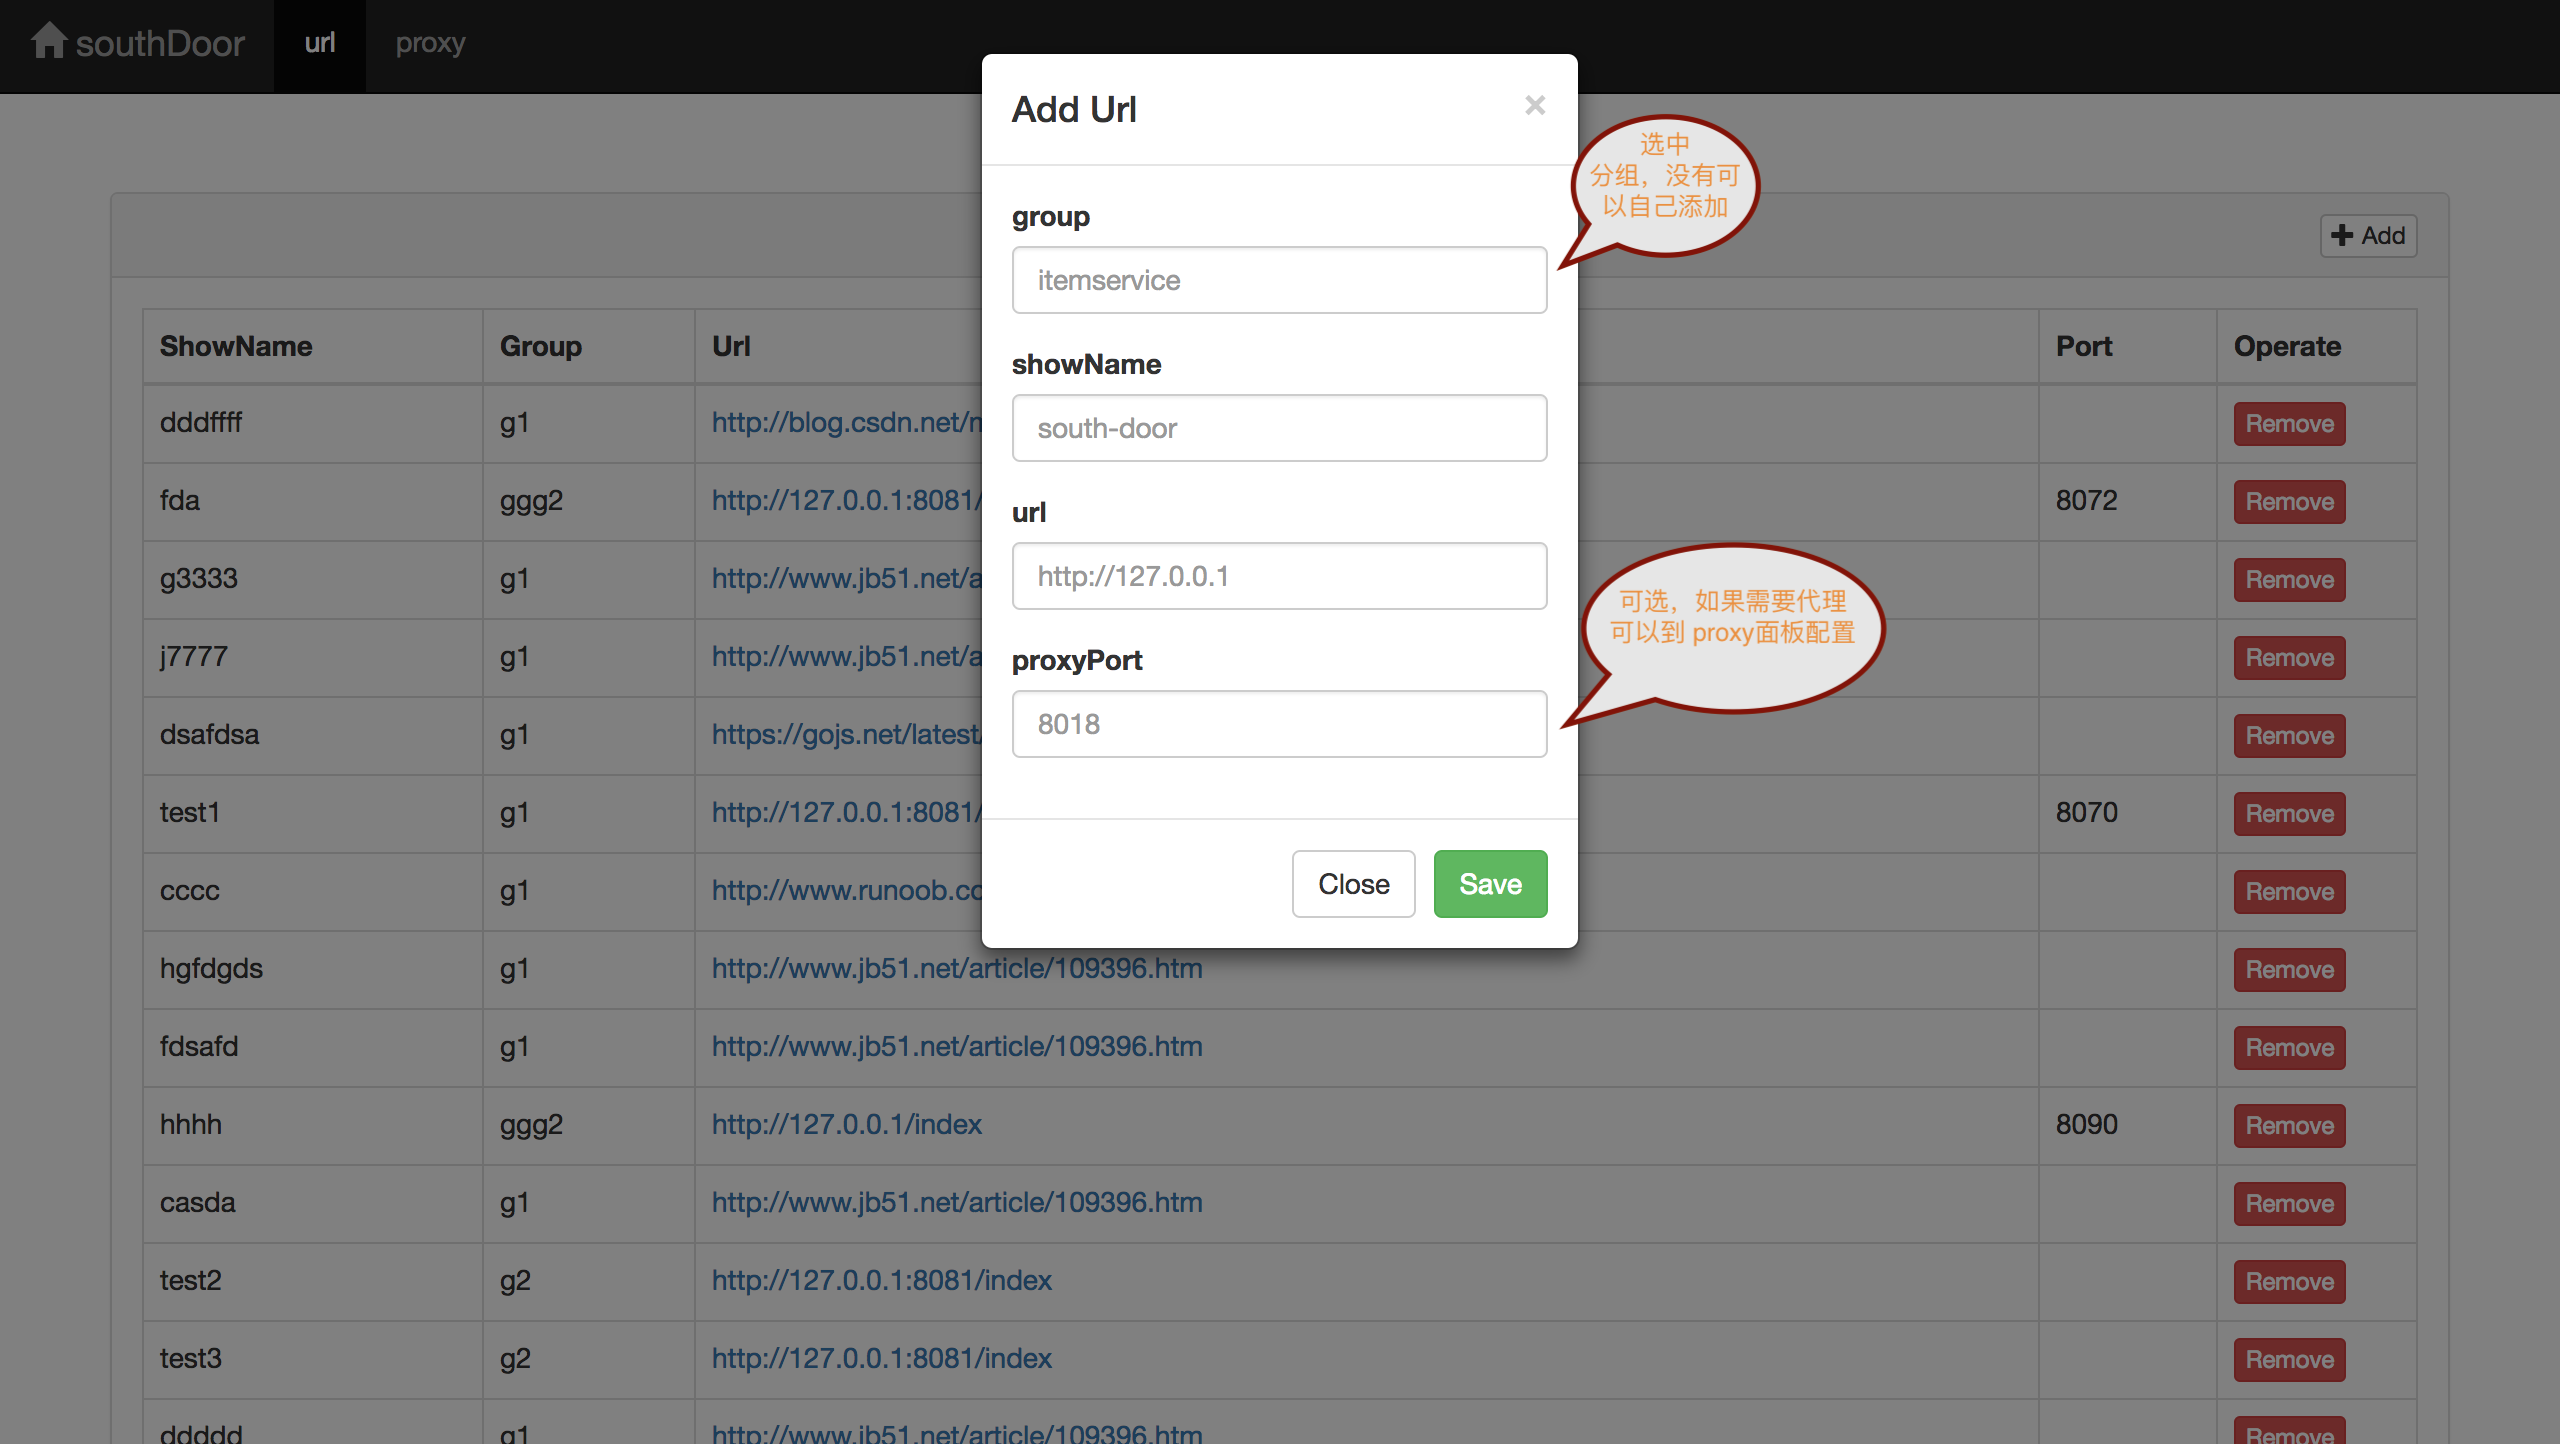 southDoor url proxy
Add Url ×
选中
分组，没有可
以自己添加
group
Add
itemservice
ShowName Group Url Port Operate
showName
dddffff g1 http://blog.csdn.net/ Remove
south-door
fda ggg2 http://127.0.0.1:8081/ 8072 Remove
url
g3333 g1 http://www.jb51.net/a Remove
http://127.0.0.1
可选，如果需要代理
可以到 proxy面板配置
j7777 g1 http://www.jb51.net/a Remove
proxyPort
dsafdsa g1 https://gojs.net/latest/ Remove
8018
test1 g1 http://127.0.0.1:8081/ 8070 Remove
cccc g1 http://www.runoob.co Remove
Close Save
hgfdgds g1 http://www.jb51.net/article/109396.htm Remove
fdsafd g1 http://www.jb51.net/article/109396.htm Remove
hhhh ggg2 http://127.0.0.1/index 8090 Remove
casda g1 http://www.jb51.net/article/109396.htm Remove
test2 g2 http://127.0.0.1:8081/index Remove
test3 g2 http://127.0.0.1:8081/index Remove
ddddd g1 http://www.jb51.net/article/109396.htm Remove